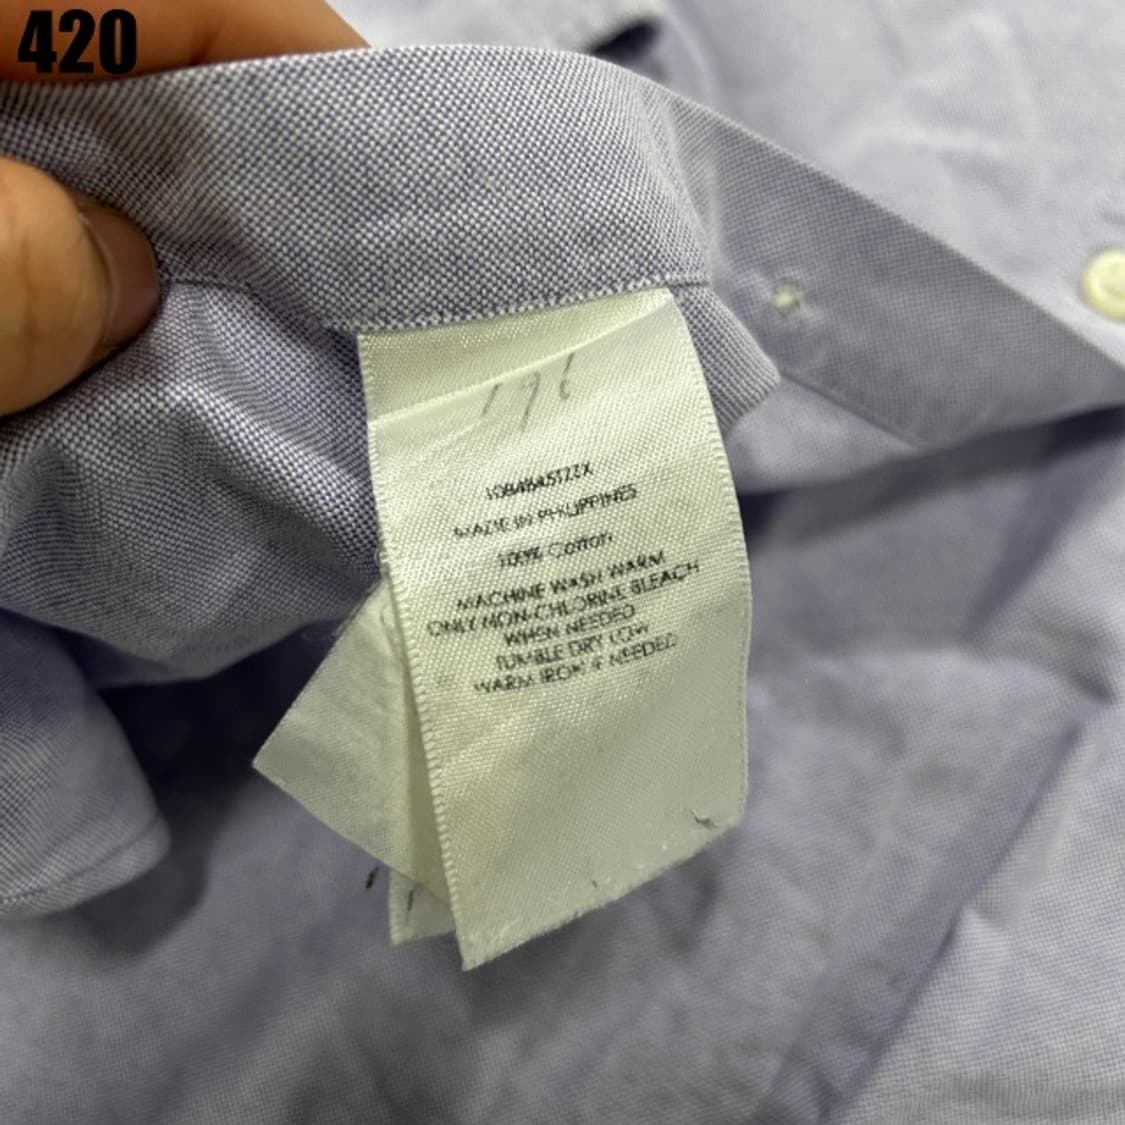 420
196
MADE IN PHILIPPINES
100% Cotton
MACHINE WASH WARM
ONLY NON-CHLORINE BLEACH
WHEN NEEDED
TUMBLE DRY LOW
WARM IRON IF NEEDED